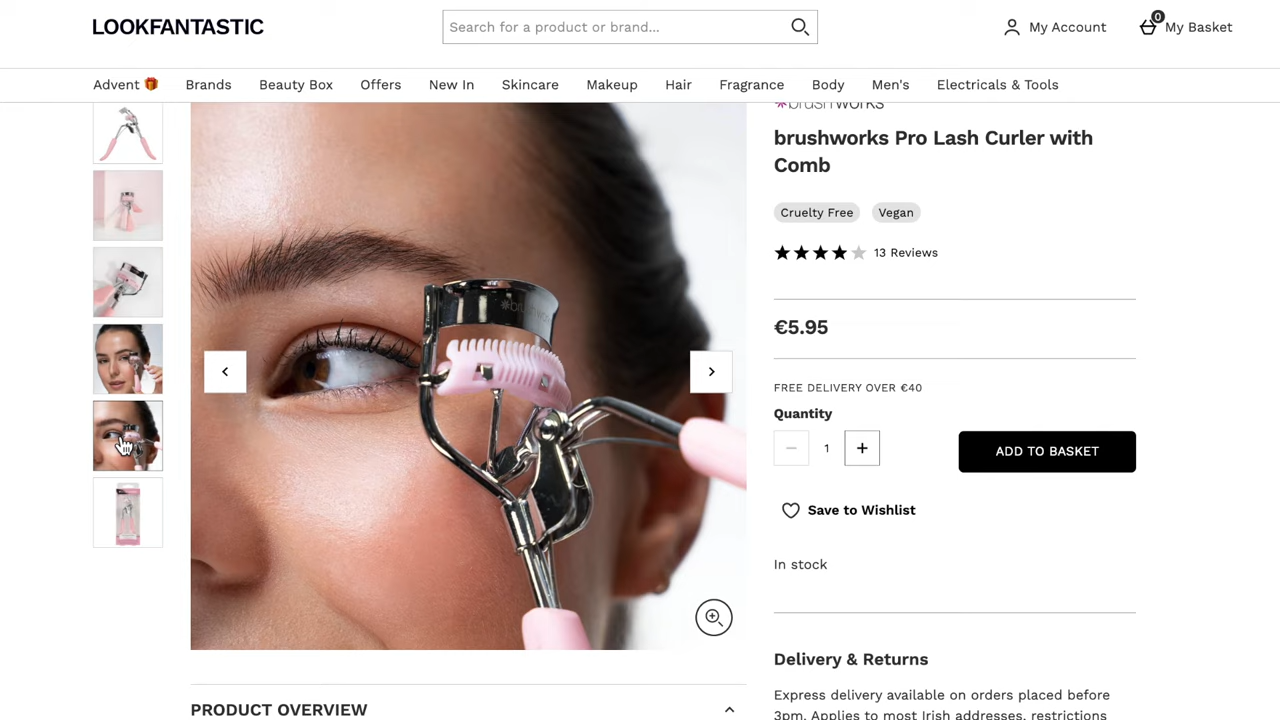 LOOKFANTASTIC
Search for a product or brand...
My Account
0
My Basket
Advent
Brands
Beauty Box
Offers
New In
Skincare
Makeup
Hair
Fragrance
Body
Men's
Electricals & Tools
brushworks
brushworks Pro Lash Curler with
Comb
Cruelty Free
Vegan
13 Reviews
€5.95
FREE DELIVERY OVER €40
Quantity
1
ADD TO BASKET
Save to Wishlist
In stock
Delivery & Returns
Express delivery available on orders placed before
3pm. Applies to most Irish addresses, restrictions
PRODUCT OVERVIEW